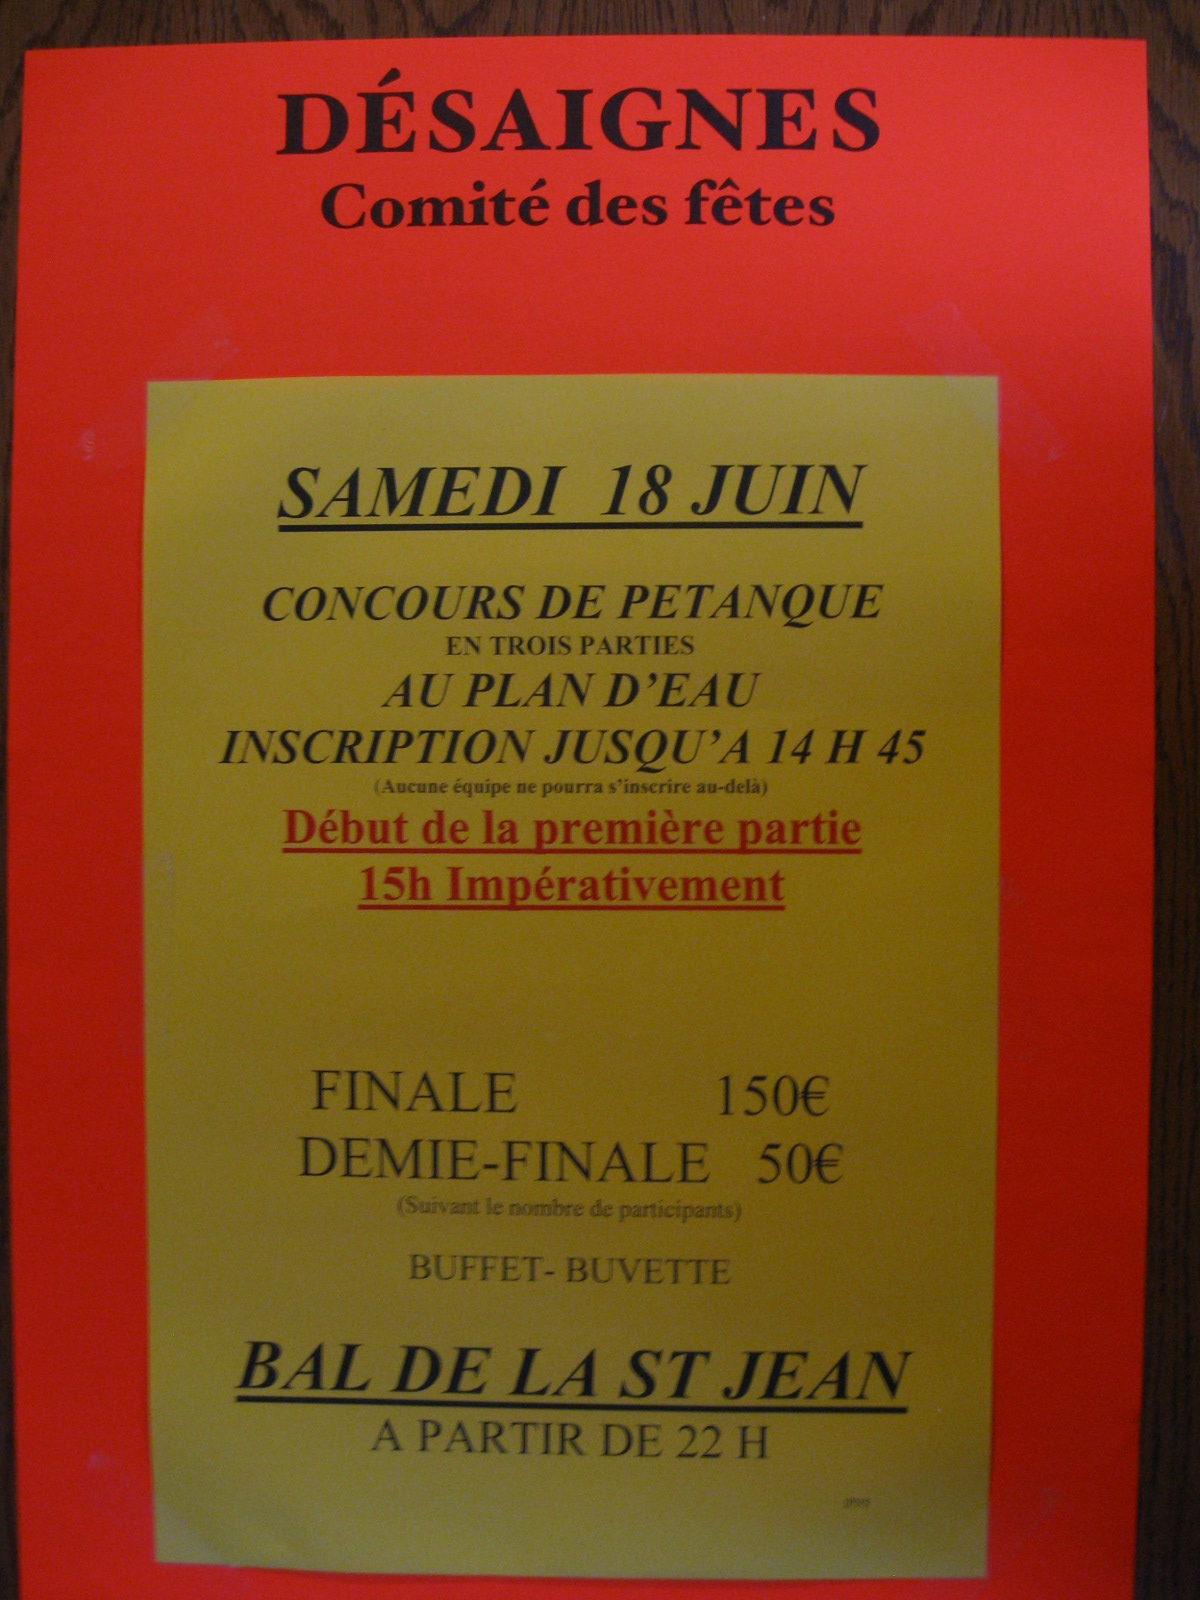 DÉSAIGNES
Comité des fêtes
SAMEDI 18 JUIN
CONCOURS DE PETANQUE
EN TROIS PARTIES
AU PLAN D'EAU
INSCRIPTION JUSQU'A 14 H 45
(Aucune équipe ne pourra s'inscrire au-delà)
Début de la première partie
15h Impérativement
FINALE 150€
DEMIE-FINALE 50€
(Suivant le nombre de participants)
BUFFET- BUVETTE
BAL DE LA ST JEAN
A PARTIR DE 22 H